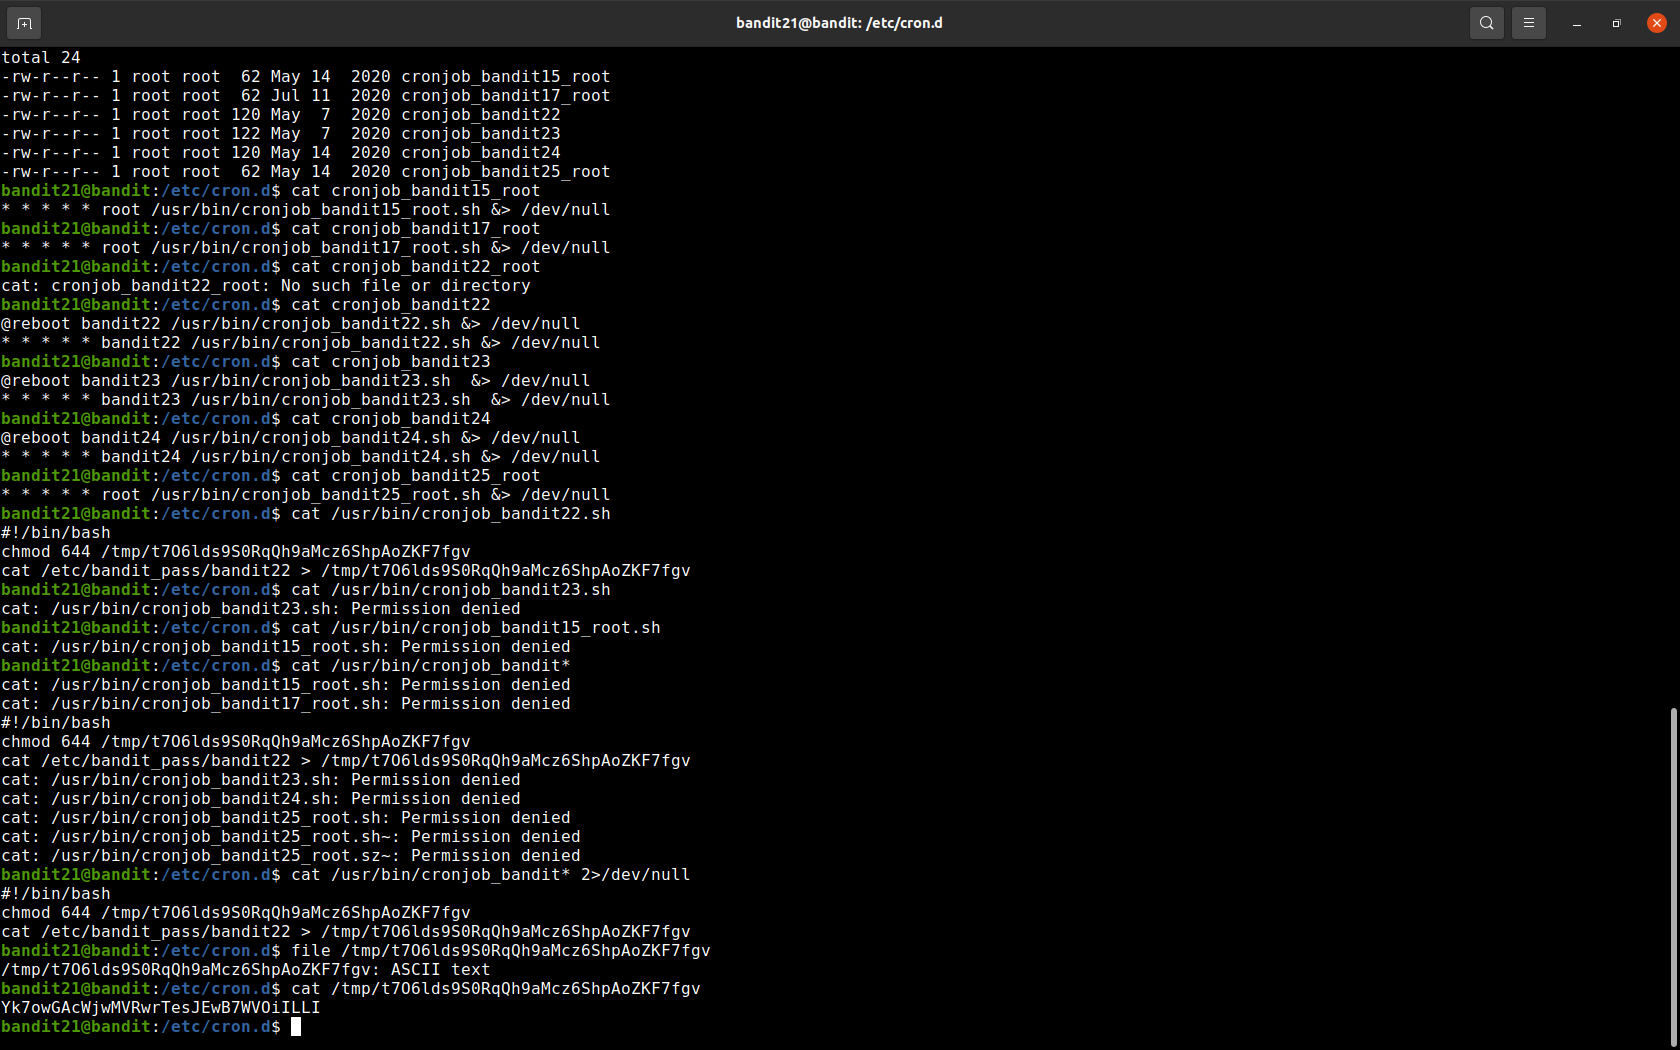 bandit21@bandit: /etc/cron.d
total 24
-rw-r--r-- 1 root root  62 May 14  2020 cronjob_bandit15_root
-rw-r--r-- 1 root root  62 Jul 11  2020 cronjob_bandit17_root
-rw-r--r-- 1 root root 120 May  7  2020 cronjob_bandit22
-rw-r--r-- 1 root root 122 May  7  2020 cronjob_bandit23
-rw-r--r-- 1 root root 120 May 14  2020 cronjob_bandit24
-rw-r--r-- 1 root root  62 May 14  2020 cronjob_bandit25_root
bandit21@bandit:/etc/cron.d$ cat cronjob_bandit15_root
* * * * * root /usr/bin/cronjob_bandit15_root.sh &> /dev/null
bandit21@bandit:/etc/cron.d$ cat cronjob_bandit17_root
* * * * * root /usr/bin/cronjob_bandit17_root.sh &> /dev/null
bandit21@bandit:/etc/cron.d$ cat cronjob_bandit22_root
cat: cronjob_bandit22_root: No such file or directory
bandit21@bandit:/etc/cron.d$ cat cronjob_bandit22
@reboot bandit22 /usr/bin/cronjob_bandit22.sh &> /dev/null
* * * * * bandit22 /usr/bin/cronjob_bandit22.sh &> /dev/null
bandit21@bandit:/etc/cron.d$ cat cronjob_bandit23
@reboot bandit23 /usr/bin/cronjob_bandit23.sh  &> /dev/null
* * * * * bandit23 /usr/bin/cronjob_bandit23.sh  &> /dev/null
bandit21@bandit:/etc/cron.d$ cat cronjob_bandit24
@reboot bandit24 /usr/bin/cronjob_bandit24.sh &> /dev/null
* * * * * bandit24 /usr/bin/cronjob_bandit24.sh &> /dev/null
bandit21@bandit:/etc/cron.d$ cat cronjob_bandit25_root
* * * * * root /usr/bin/cronjob_bandit25_root.sh &> /dev/null
bandit21@bandit:/etc/cron.d$ cat /usr/bin/cronjob_bandit22.sh
#!/bin/bash
chmod 644 /tmp/t7O6lds9S0RqQh9aMcz6ShpAoZKF7fgv
cat /etc/bandit_pass/bandit22 > /tmp/t7O6lds9S0RqQh9aMcz6ShpAoZKF7fgv
bandit21@bandit:/etc/cron.d$ cat /usr/bin/cronjob_bandit23.sh
cat: /usr/bin/cronjob_bandit23.sh: Permission denied
bandit21@bandit:/etc/cron.d$ cat /usr/bin/cronjob_bandit15_root.sh
cat: /usr/bin/cronjob_bandit15_root.sh: Permission denied
bandit21@bandit:/etc/cron.d$ cat /usr/bin/cronjob_bandit*
cat: /usr/bin/cronjob_bandit15_root.sh: Permission denied
cat: /usr/bin/cronjob_bandit17_root.sh: Permission denied
#!/bin/bash
chmod 644 /tmp/t7O6lds9S0RqQh9aMcz6ShpAoZKF7fgv
cat /etc/bandit_pass/bandit22 > /tmp/t7O6lds9S0RqQh9aMcz6ShpAoZKF7fgv
cat: /usr/bin/cronjob_bandit23.sh: Permission denied
cat: /usr/bin/cronjob_bandit24.sh: Permission denied
cat: /usr/bin/cronjob_bandit25_root.sh: Permission denied
cat: /usr/bin/cronjob_bandit25_root.sh~: Permission denied
cat: /usr/bin/cronjob_bandit25_root.sz~: Permission denied
bandit21@bandit:/etc/cron.d$ cat /usr/bin/cronjob_bandit* 2>/dev/null
#!/bin/bash
chmod 644 /tmp/t7O6lds9S0RqQh9aMcz6ShpAoZKF7fgv
cat /etc/bandit_pass/bandit22 > /tmp/t7O6lds9S0RqQh9aMcz6ShpAoZKF7fgv
bandit21@bandit:/etc/cron.d$ file /tmp/t7O6lds9S0RqQh9aMcz6ShpAoZKF7fgv
/tmp/t7O6lds9S0RqQh9aMcz6ShpAoZKF7fgv: ASCII text
bandit21@bandit:/etc/cron.d$ cat /tmp/t7O6lds9S0RqQh9aMcz6ShpAoZKF7fgv
Yk7owGAcWjwMVRwrTesJEwB7WVOiILLI
bandit21@bandit:/etc/cron.d$